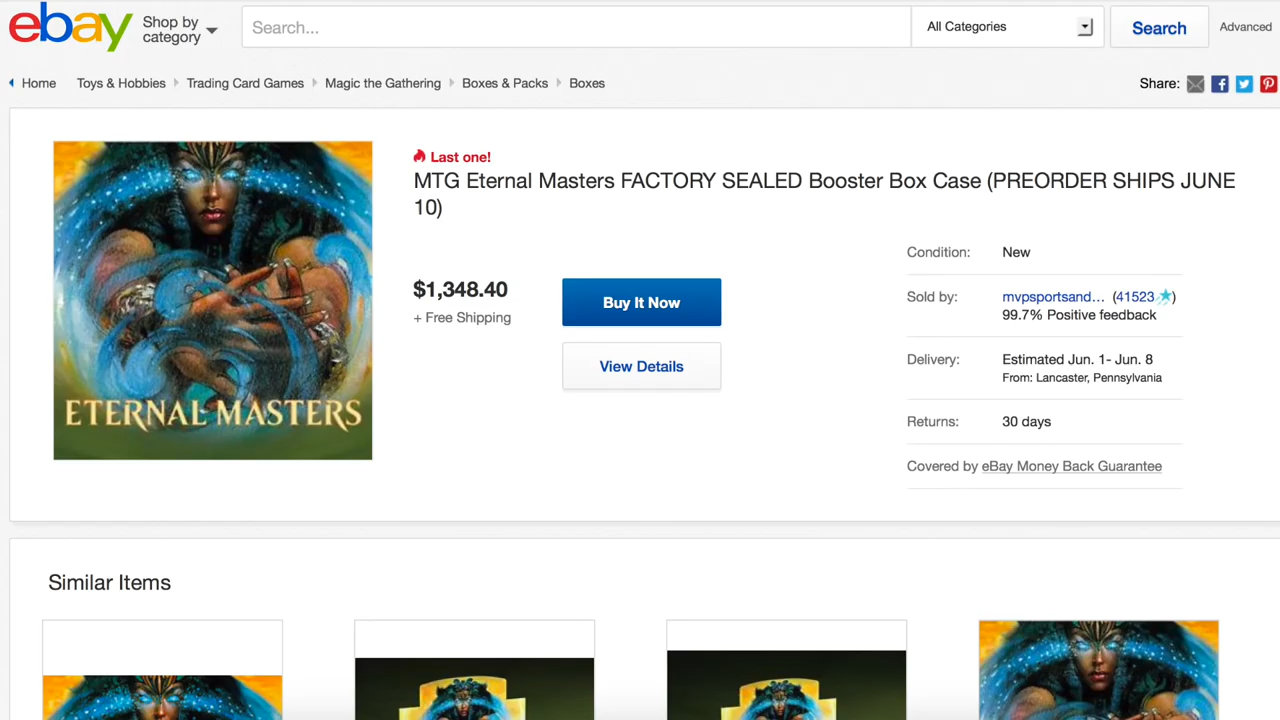 ebay
Shop by
category
Search...
All Categories
Search
Advanced
Home
Toys & Hobbies
Trading Card Games
Magic the Gathering
Boxes & Packs
Boxes
Share:
ETERNAL MASTERS
Last one!
MTG Eternal Masters FACTORY SEALED Booster Box Case (PREORDER SHIPS JUNE
10)
$1,348.40
+ Free Shipping
Buy It Now
View Details
Condition: New
Sold by: mvpsportsand... (41523)
99.7% Positive feedback
Delivery: Estimated Jun. 1- Jun. 8
From: Lancaster, Pennsylvania
Returns: 30 days
Covered by eBay Money Back Guarantee
Similar Items